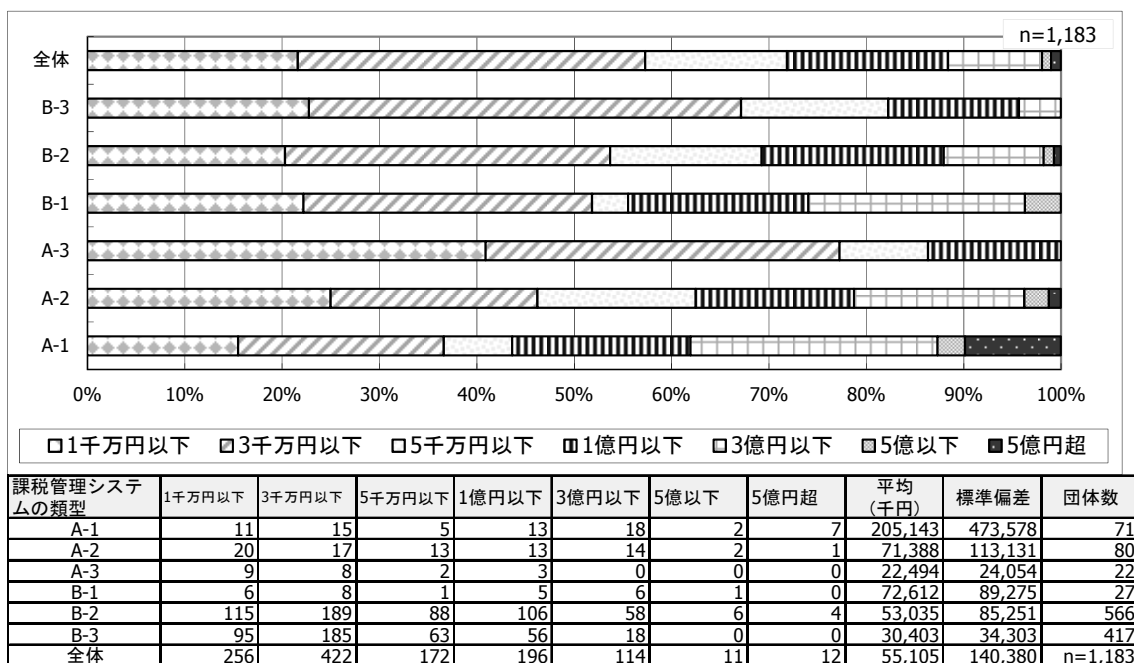 n=1,183
全体
B-3
B-2
B-1
A-3
A-2
A-1
0% 10% 20% 30% 40% 50% 60% 70% 80% 90% 100%
1千万円以下 3千万円以下 5千万円以下 1億円以下 3億円以下 5億以下 5億円超
課税管理システムの類型 1千万円以下 3千万円以下 5千万円以下 1億円以下 3億円以下 5億以下 5億円超 平均(千円) 標準偏差 団体数
A-1 11 15 5 13 18 2 7 205,143 473,578 71
A-2 20 17 13 13 14 2 1 71,388 113,131 80
A-3 9 8 2 3 0 0 0 22,494 24,054 22
B-1 6 8 1 5 6 1 0 72,612 89,275 27
B-2 115 189 88 106 58 6 4 53,035 85,251 566
B-3 95 185 63 56 18 0 0 30,403 34,303 417
全体 256 422 172 196 114 11 12 55,105 140,380 n=1,183